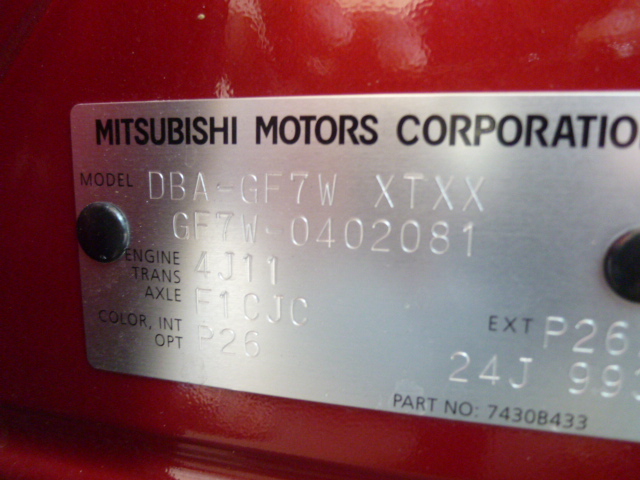 MITSUBISHI MOTORS CORPORATIO
MODEL DBA-GF7W XTXX
GF7W-0402081
ENGINE 4J11
TRANS AXLE F1CJC
COLOR, INT OPT P26 EXT P26
24J 993
PART NO: 7430B433